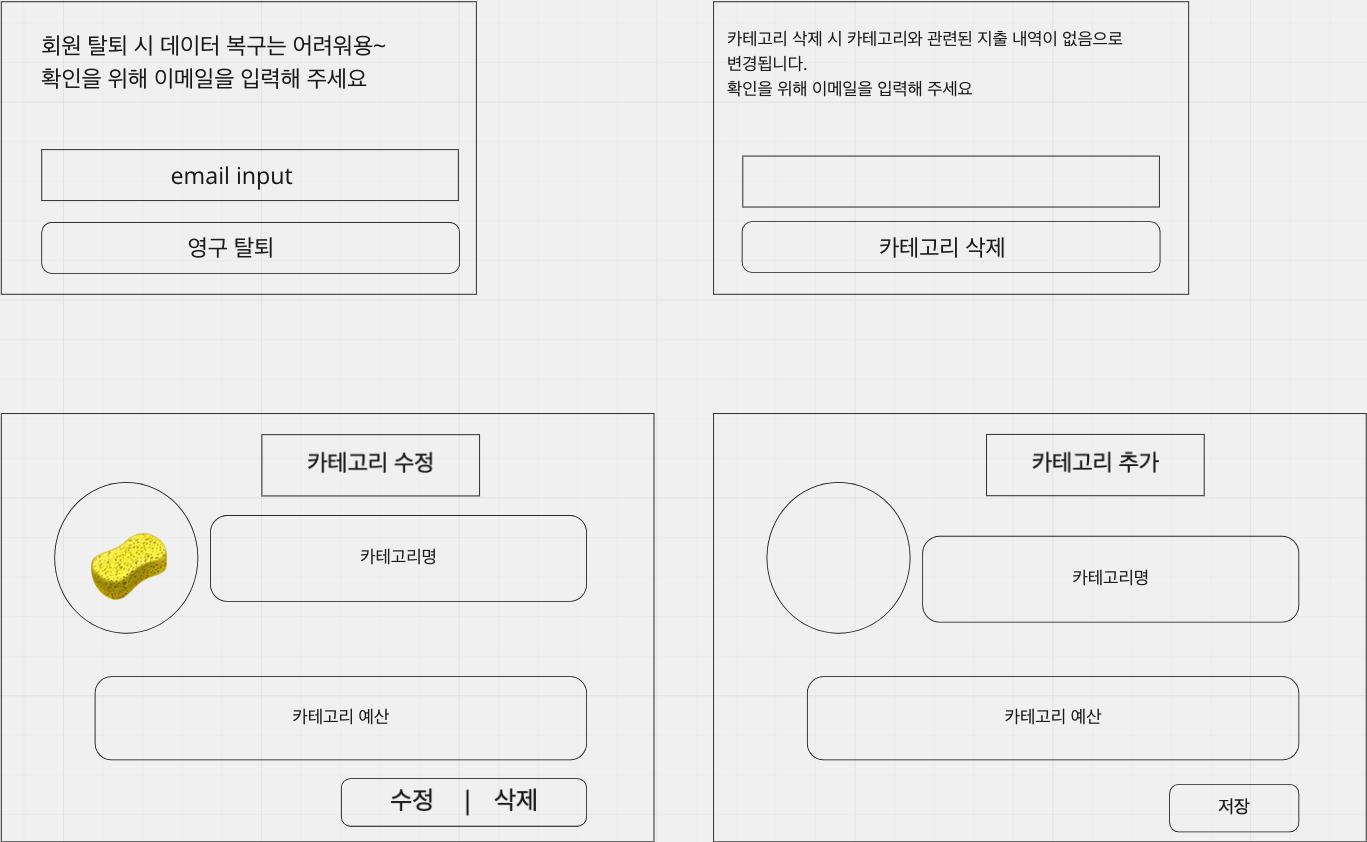 회원 탈퇴 시 데이터 복구는 어려워용~
확인을 위해 이메일을 입력해 주세요
email input
영구 탈퇴
카테고리 삭제 시 카테고리와 관련된 지출 내역이 없음으로
변경됩니다.
확인을 위해 이메일을 입력해 주세요
카테고리 삭제
카테고리 수정
카테고리명
카테고리 예산
수정 | 삭제
카테고리 추가
카테고리명
카테고리 예산
저장